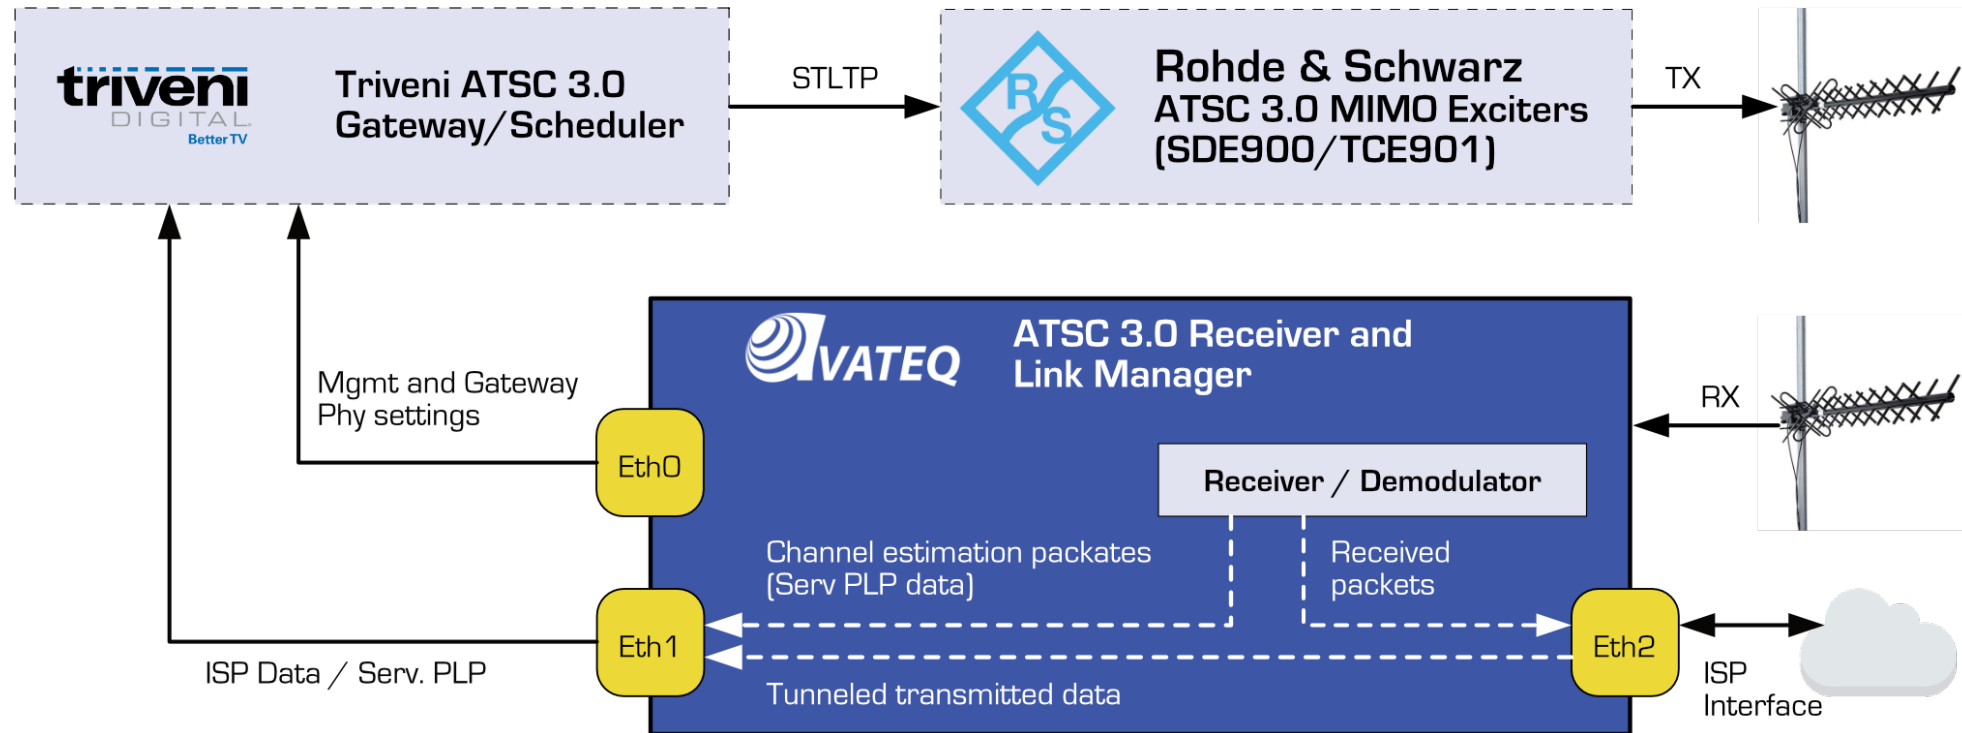 triveni
DIGITAL
Better TV
Triveni ATSC 3.0
Gateway/Scheduler
STLTP
R
S
Rohde & Schwarz
ATSC 3.0 MIMO Exciters
(SDE900/TCE901)
TX
AVATEQ
ATSC 3.0 Receiver and
Link Manager
Mgmt and Gateway
Phy settings
RX
Eth0
Receiver / Demodulator
Channel estimation packates
(Serv PLP data)
Received
packets
Eth1
Eth2
ISP Data / Serv. PLP
Tunneled transmitted data
ISP
Interface